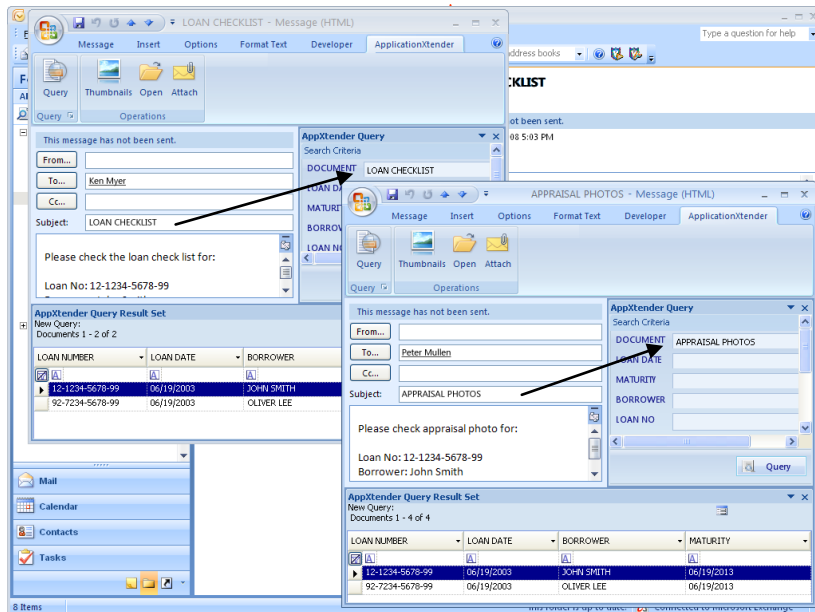 LOAN CHECKLIST - Message (HTML)
Message Insert Options Format Text Developer ApplicationXtender
Query Thumbnails Open Attach
Query Operations
This message has not been sent.
From...
To... Ken Myer
Cc...
Subject: LOAN CHECKLIST
Please check the loan check list for:
Loan No: 12-1234-5678-99
AppXtender Query
Search Criteria
DOCUMENT LOAN CHECKLIST
LOAN NO
AppXtender Query Result Set
New Query:
Documents 1 - 2 of 2
LOAN NUMBER LOAN DATE BORROWER
12-1234-5678-99 06/19/2003 JOHN SMITH
92-7234-5678-99 06/19/2003 OLIVER LEE
Type a question for help
address books
08 5:03 PM
Mail
Calendar
Contacts
Tasks
8 Items
APPRAISAL PHOTOS - Message (HTML)
Message Insert Options Format Text Developer ApplicationXtender
Query Thumbnails Open Attach
Query Operations
This message has not been sent.
From...
To... Peter Mullen
Cc...
Subject: APPRAISAL PHOTOS
Please check appraisal photo for:
Loan No: 12-1234-5678-99
Borrower: John Smith
AppXtender Query
Search Criteria
DOCUMENT APPRAISAL PHOTOS
LOAN DATE
MATURITY
BORROWER
LOAN NO
Query
AppXtender Query Result Set
New Query:
Documents 1 - 4 of 4
LOAN NUMBER LOAN DATE BORROWER MATURITY
12-1234-5678-99 06/19/2003 JOHN SMITH 06/19/2013
92-7234-5678-99 06/19/2003 OLIVER LEE 06/19/2013